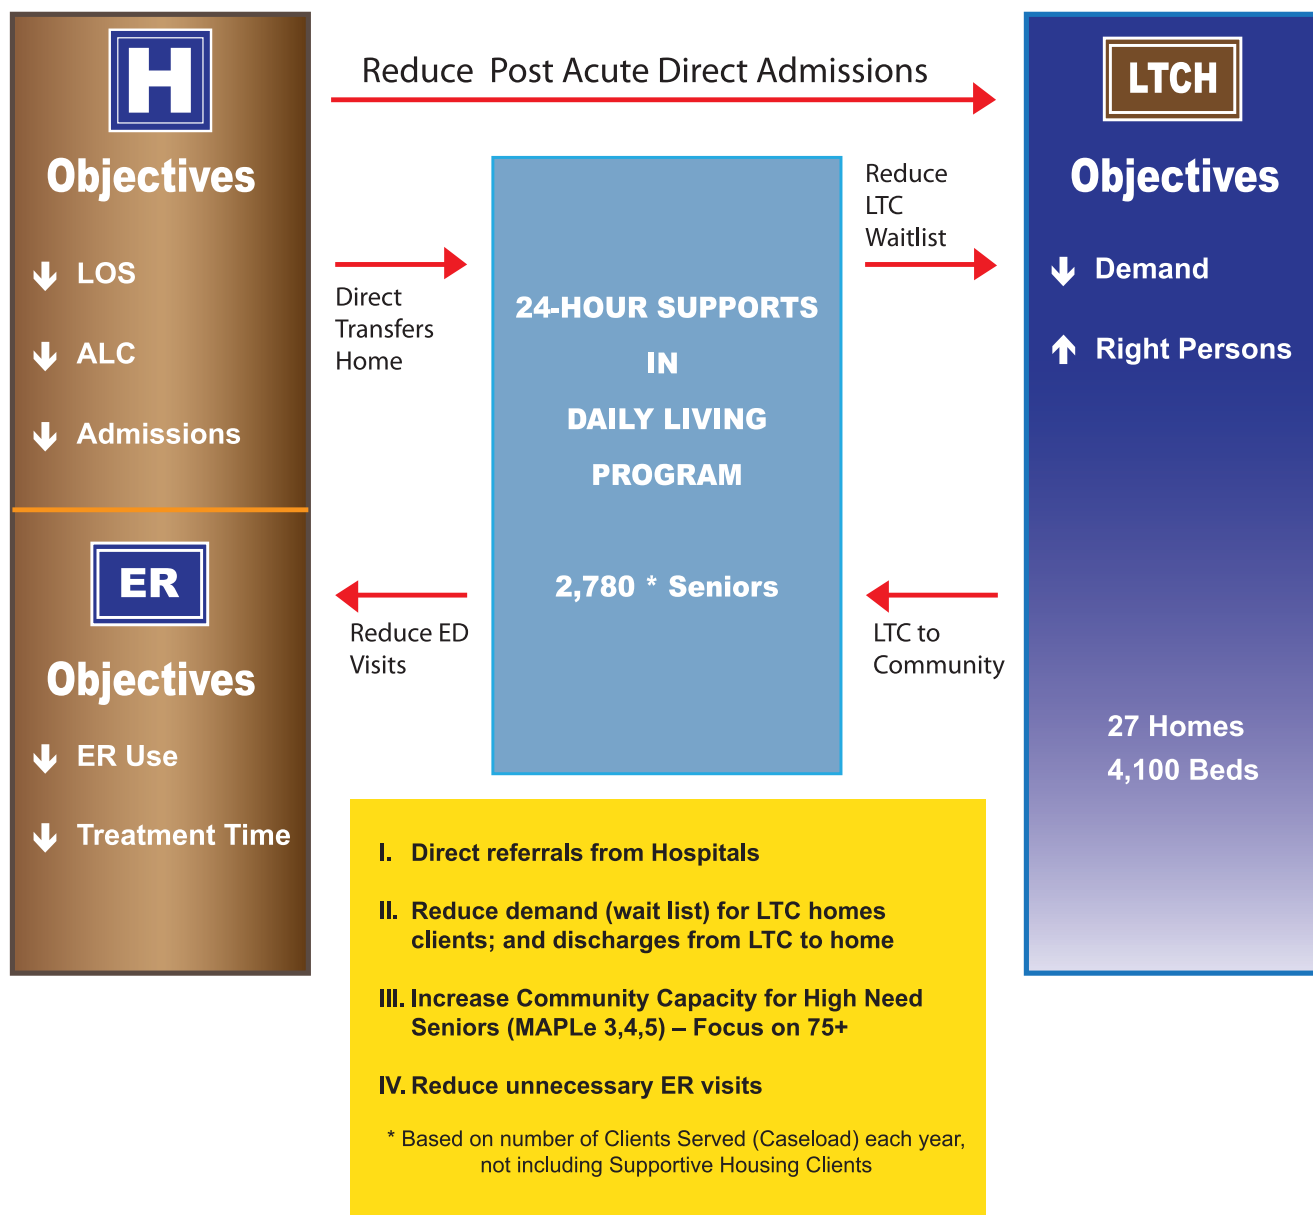 H
Objectives
LOS
ALC
Admissions
ER
Objectives
ER Use
Treatment Time
Reduce Post Acute Direct Admissions
Direct
Transfers
Home
Reduce ED
Visits
24-HOUR SUPPORTS
IN
DAILY LIVING
PROGRAM
2,780 * Seniors
Reduce
LTC
Waitlist
LTC to
Community
LTCH
Objectives
Demand
Right Persons
27 Homes
4,100 Beds
I. Direct referrals from Hospitals
II. Reduce demand (wait list) for LTC homes
clients; and discharges from LTC to home
III. Increase Community Capacity for High Need
Seniors (MAPLe 3,4,5) – Focus on 75+
IV. Reduce unnecessary ER visits
* Based on number of Clients Served (Caseload) each year,
not including Supportive Housing Clients